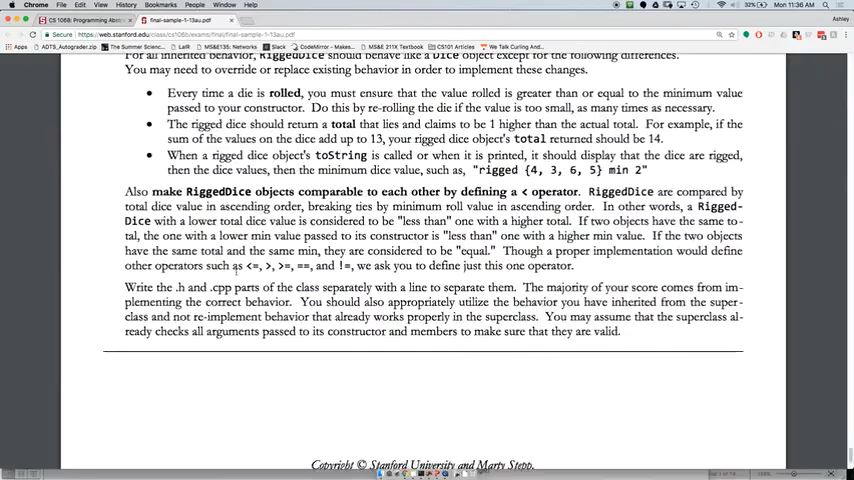 Chrome File Edit View History Bookmarks People Window Help
32% Mon 11:36 AM
CS 106B: Programming Abst
final-sample-1-13au.pdf
Ashley
Secure https://web.stanford.edu/class/cs106b/exams/final/final-sample-1-13au.pdf
Apps ADTS_Autograder.zip The Summer Scienc.. LaIR MS&E135: Networks Slack CodeMirror - Makes.. MS&E 211X Textbook CS101 Articles We Talk Curling And...
For all inherited behavior, RiggedDice should behave like a Dice object except for the following differences.
You may need to override or replace existing behavior in order to implement these changes.
• Every time a die is rolled, you must ensure that the value rolled is greater than or equal to the minimum value
passed to your constructor. Do this by re-rolling the die if the value is too small, as many times as necessary.
• The rigged dice should return a total that lies and claims to be 1 higher than the actual total. For example, if the
sum of the values on the dice add up to 13, your rigged dice object's total returned should be 14.
• When a rigged dice object's toString is called or when it is printed, it should display that the dice are rigged,
then the dice values, then the minimum dice value, such as, "rigged {4, 3, 6, 5} min 2"
Also make RiggedDice objects comparable to each other by defining a < operator. RiggedDice are compared by
total dice value in ascending order, breaking ties by minimum roll value in ascending order. In other words, a Rigged-
Dice with a lower total dice value is considered to be "less than" one with a higher total. If two objects have the same to-
tal, the one with a lower min value passed to its constructor is "less than" one with a higher min value. If the two objects
have the same total and the same min, they are considered to be "equal." Though a proper implementation would define
other operators such as <=, >, >=, ==, and !=, we ask you to define just this one operator.
Write the .h and .cpp parts of the class separately with a line to separate them. The majority of your score comes from im-
plementing the correct behavior. You should also appropriately utilize the behavior you have inherited from the super-
class and not re-implement behavior that already works properly in the superclass. You may assume that the superclass al-
ready checks all arguments passed to its constructor and members to make sure that they are valid.
Copyright © Stanford University and Marty Stepp.